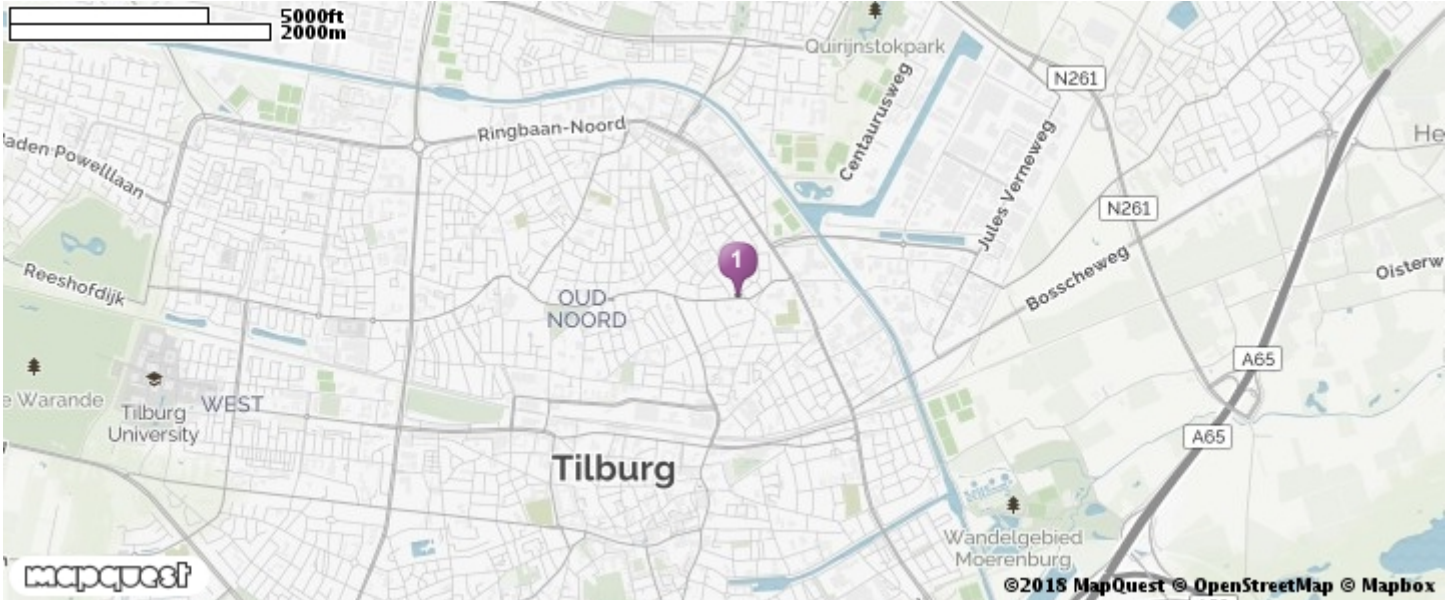 5000ft
2000m
Quirijnstokpark
N261
Centaurusweg
Ringbaan-Noord
Jules Verneweg
He
aden Powelllaan
N261
Bosscheweg
Oisterw
Reeshofdijk
1
OUD-
NOORD
A65
e Warande
Tilburg
University
WEST
A65
Tilburg
Wandelgebied
Moerenburg
mapquest
©2018 MapQuest © OpenStreetMap © Mapbox